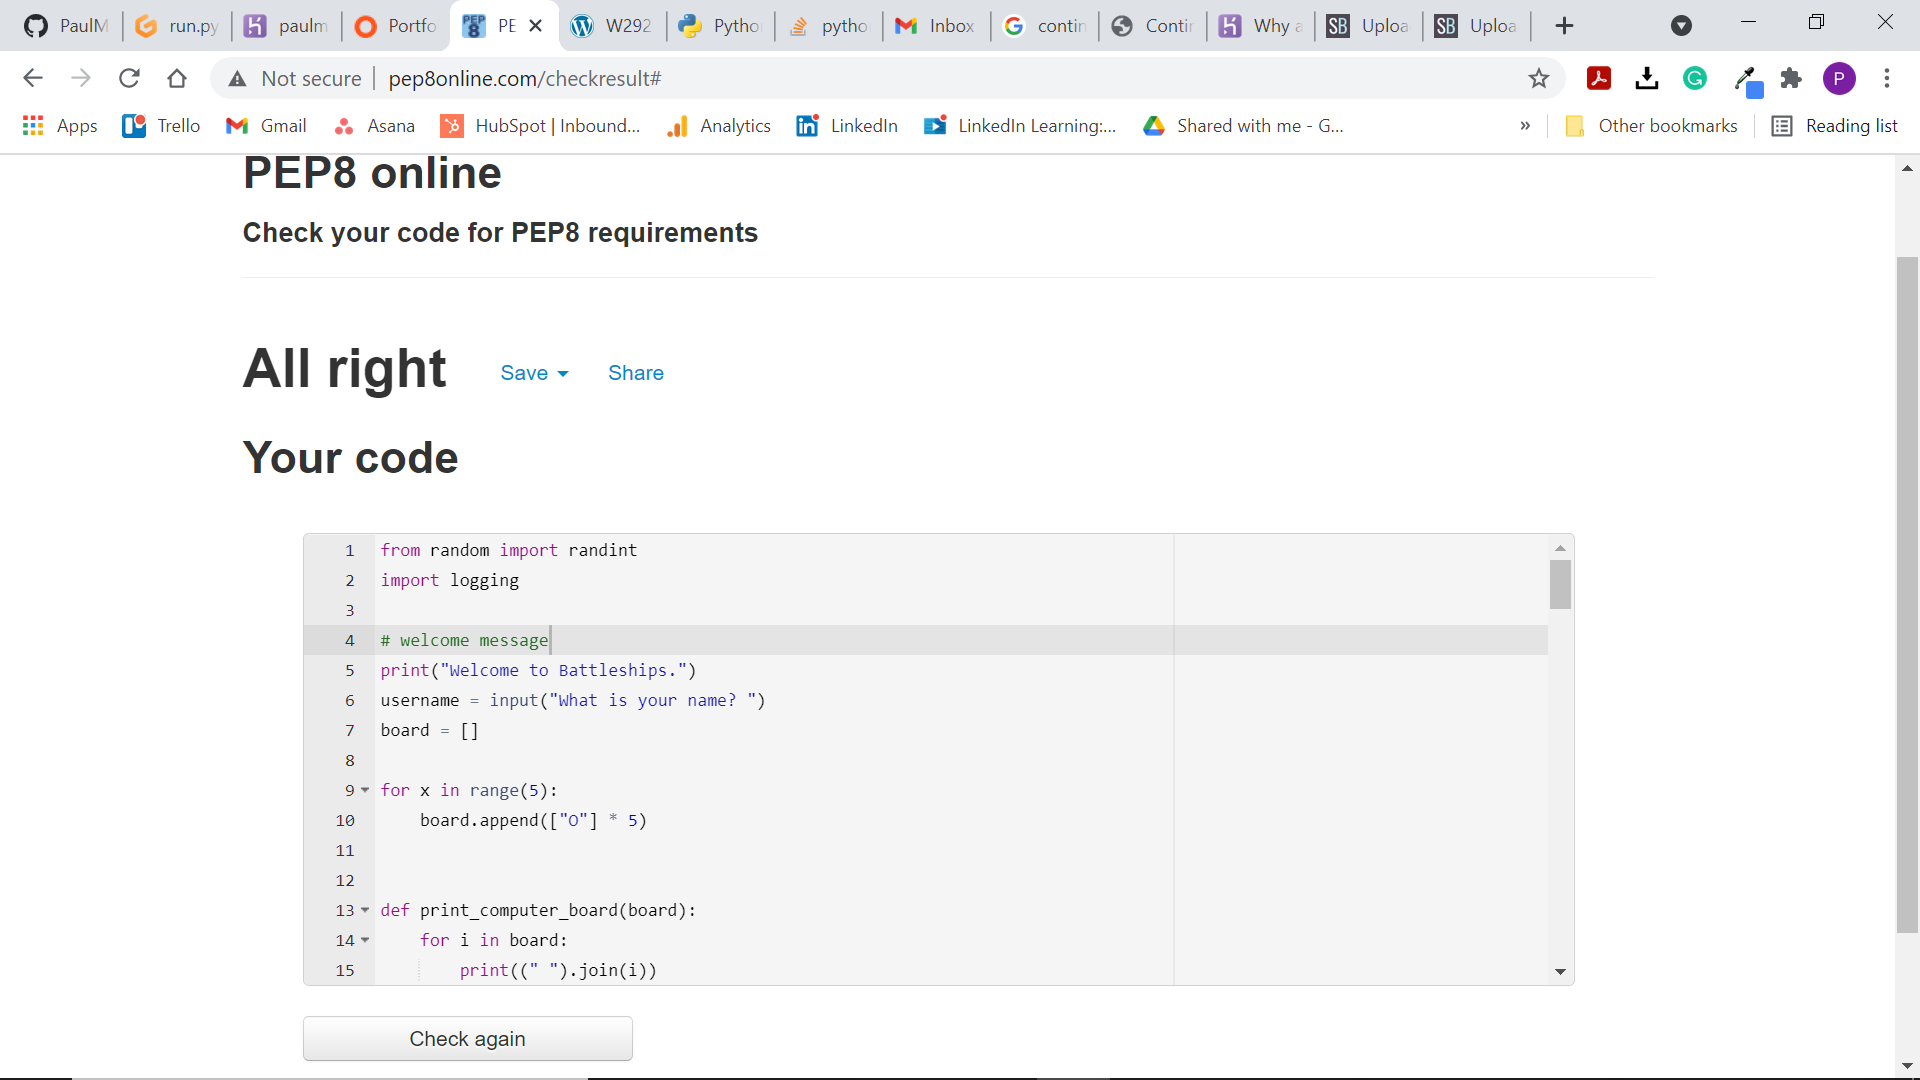 PaulM run.py paulm Portfo PE W292 Pytho pytho Inbox contin Contin Why a Uploa Uploa
Not secure pep8online.com/checkresult#
Apps Trello Gmail Asana HubSpot | Inbound... Analytics LinkedIn LinkedIn Learning:... Shared with me - G... » Other bookmarks Reading list
PEP8 online
Check your code for PEP8 requirements
All right Save Share
Your code
1 from random import randint
2 import logging
3
4 # welcome message
5 print("Welcome to Battleships.")
6 username = input("What is your name? ")
7 board = []
8
9 for x in range(5):
10 board.append(["O"] * 5)
11
12
13 def print_computer_board(board):
14 for i in board:
15 print((" ").join(i))
Check again